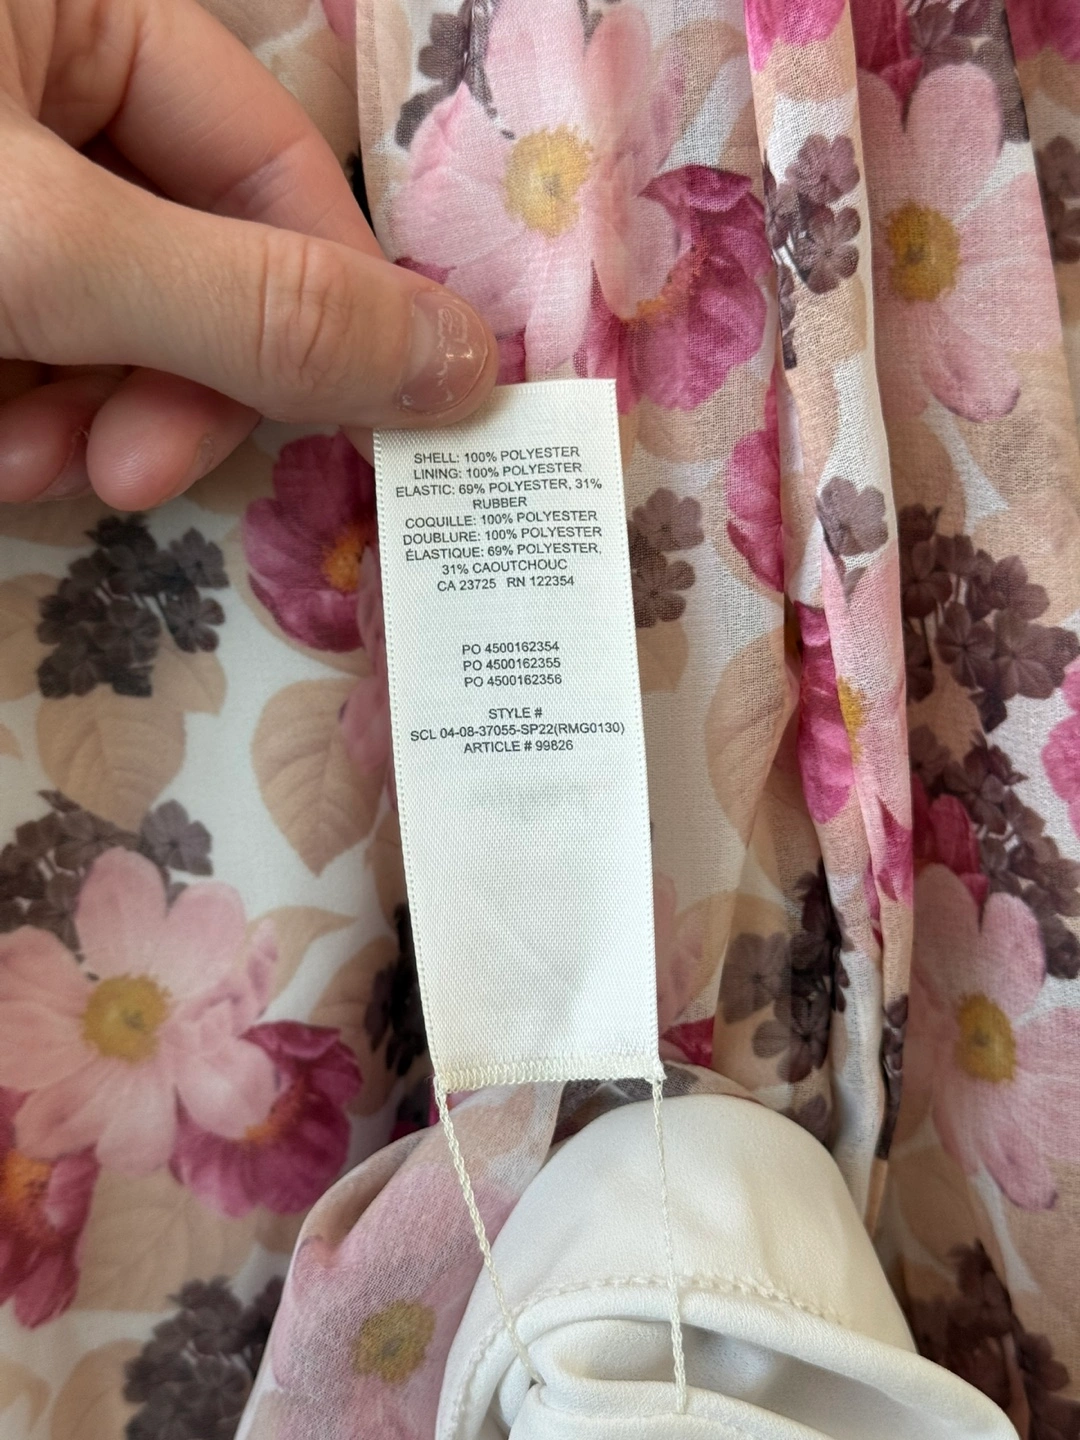 SHELL: 100% POLYESTER
LINING: 100% POLYESTER
ELASTIC: 69% POLYESTER, 31%
RUBBER
COQUILLE: 100% POLYESTER
DOUBLURE: 100% POLYESTER
ÉLASTIQUE: 69% POLYESTER,
31% CAOUTCHOUC
CA 23725 RN 122354
PO 4500162354
PO 4500162355
PO 4500162356
STYLE #
SCL 04-08-37055-SP22(RMG0130)
ARTICLE # 99826